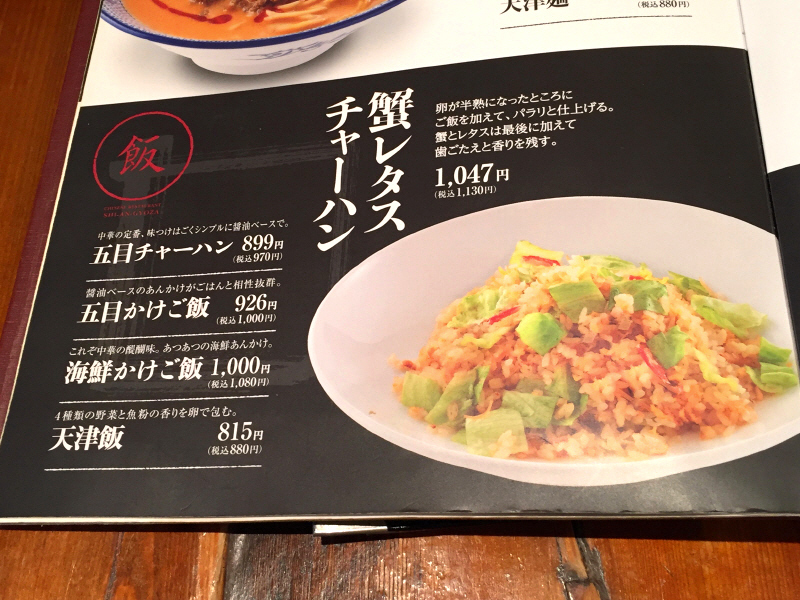 天津麺
(税込880円)
蟹レタス
チャーハン
卵が半熟になったところに
ご飯を加えて、パラリと仕上げる。
蟹とレタスは最後に加えて
歯ごたえと香りを残す。
1,047円
(税込1,130円)
飯
中華の定番、味つけはごくシンプルに醤油ベースで。
五目チャーハン 899円
(税込970円)
醤油ベースのあんかけがごはんと相性抜群。
五目かけご飯 926円
(税込1,000円)
これぞ中華の醍醐味。あつあつの海鮮あんかけ。
海鮮かけご飯 1,000円
(税込1,080円)
4種類の野菜と魚粉の香りを卵で包む。
天津飯 815円
(税込880円)